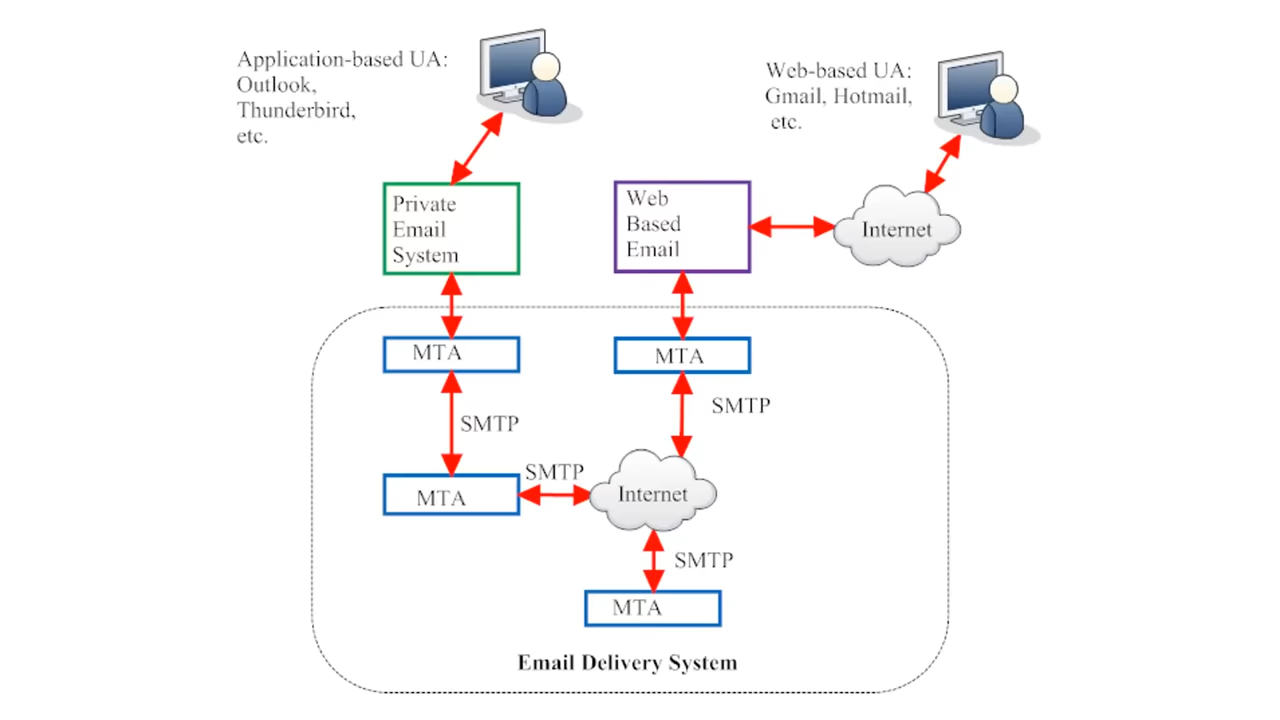 Application-based UA:
Outlook,
Thunderbird,
etc.
Web-based UA:
Gmail, Hotmail,
etc.
Private
Email
System
Web
Based
Email
Internet
MTA
MTA
SMTP
SMTP
MTA
SMTP
Internet
SMTP
MTA
Email Delivery System